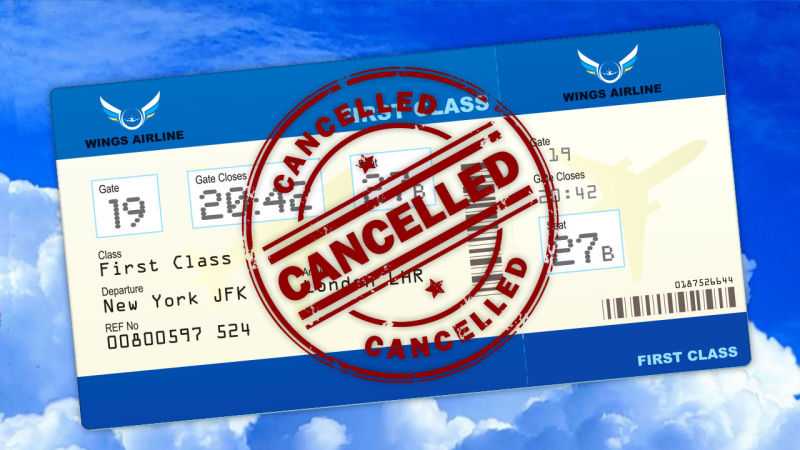 WINGS AIRLINE
FIRST CLASS
Gate
19
Gate Closes
20:42
Seat
27B
Class
First Class
Departure
New York JFK
London LHR
REF No
00800597 524
CANCELLED
CANCELLED
CANCELLED
WINGS AIRLINE
Gate
19
Gate Closes
20:42
Seat
27B
0187526644
FIRST CLASS